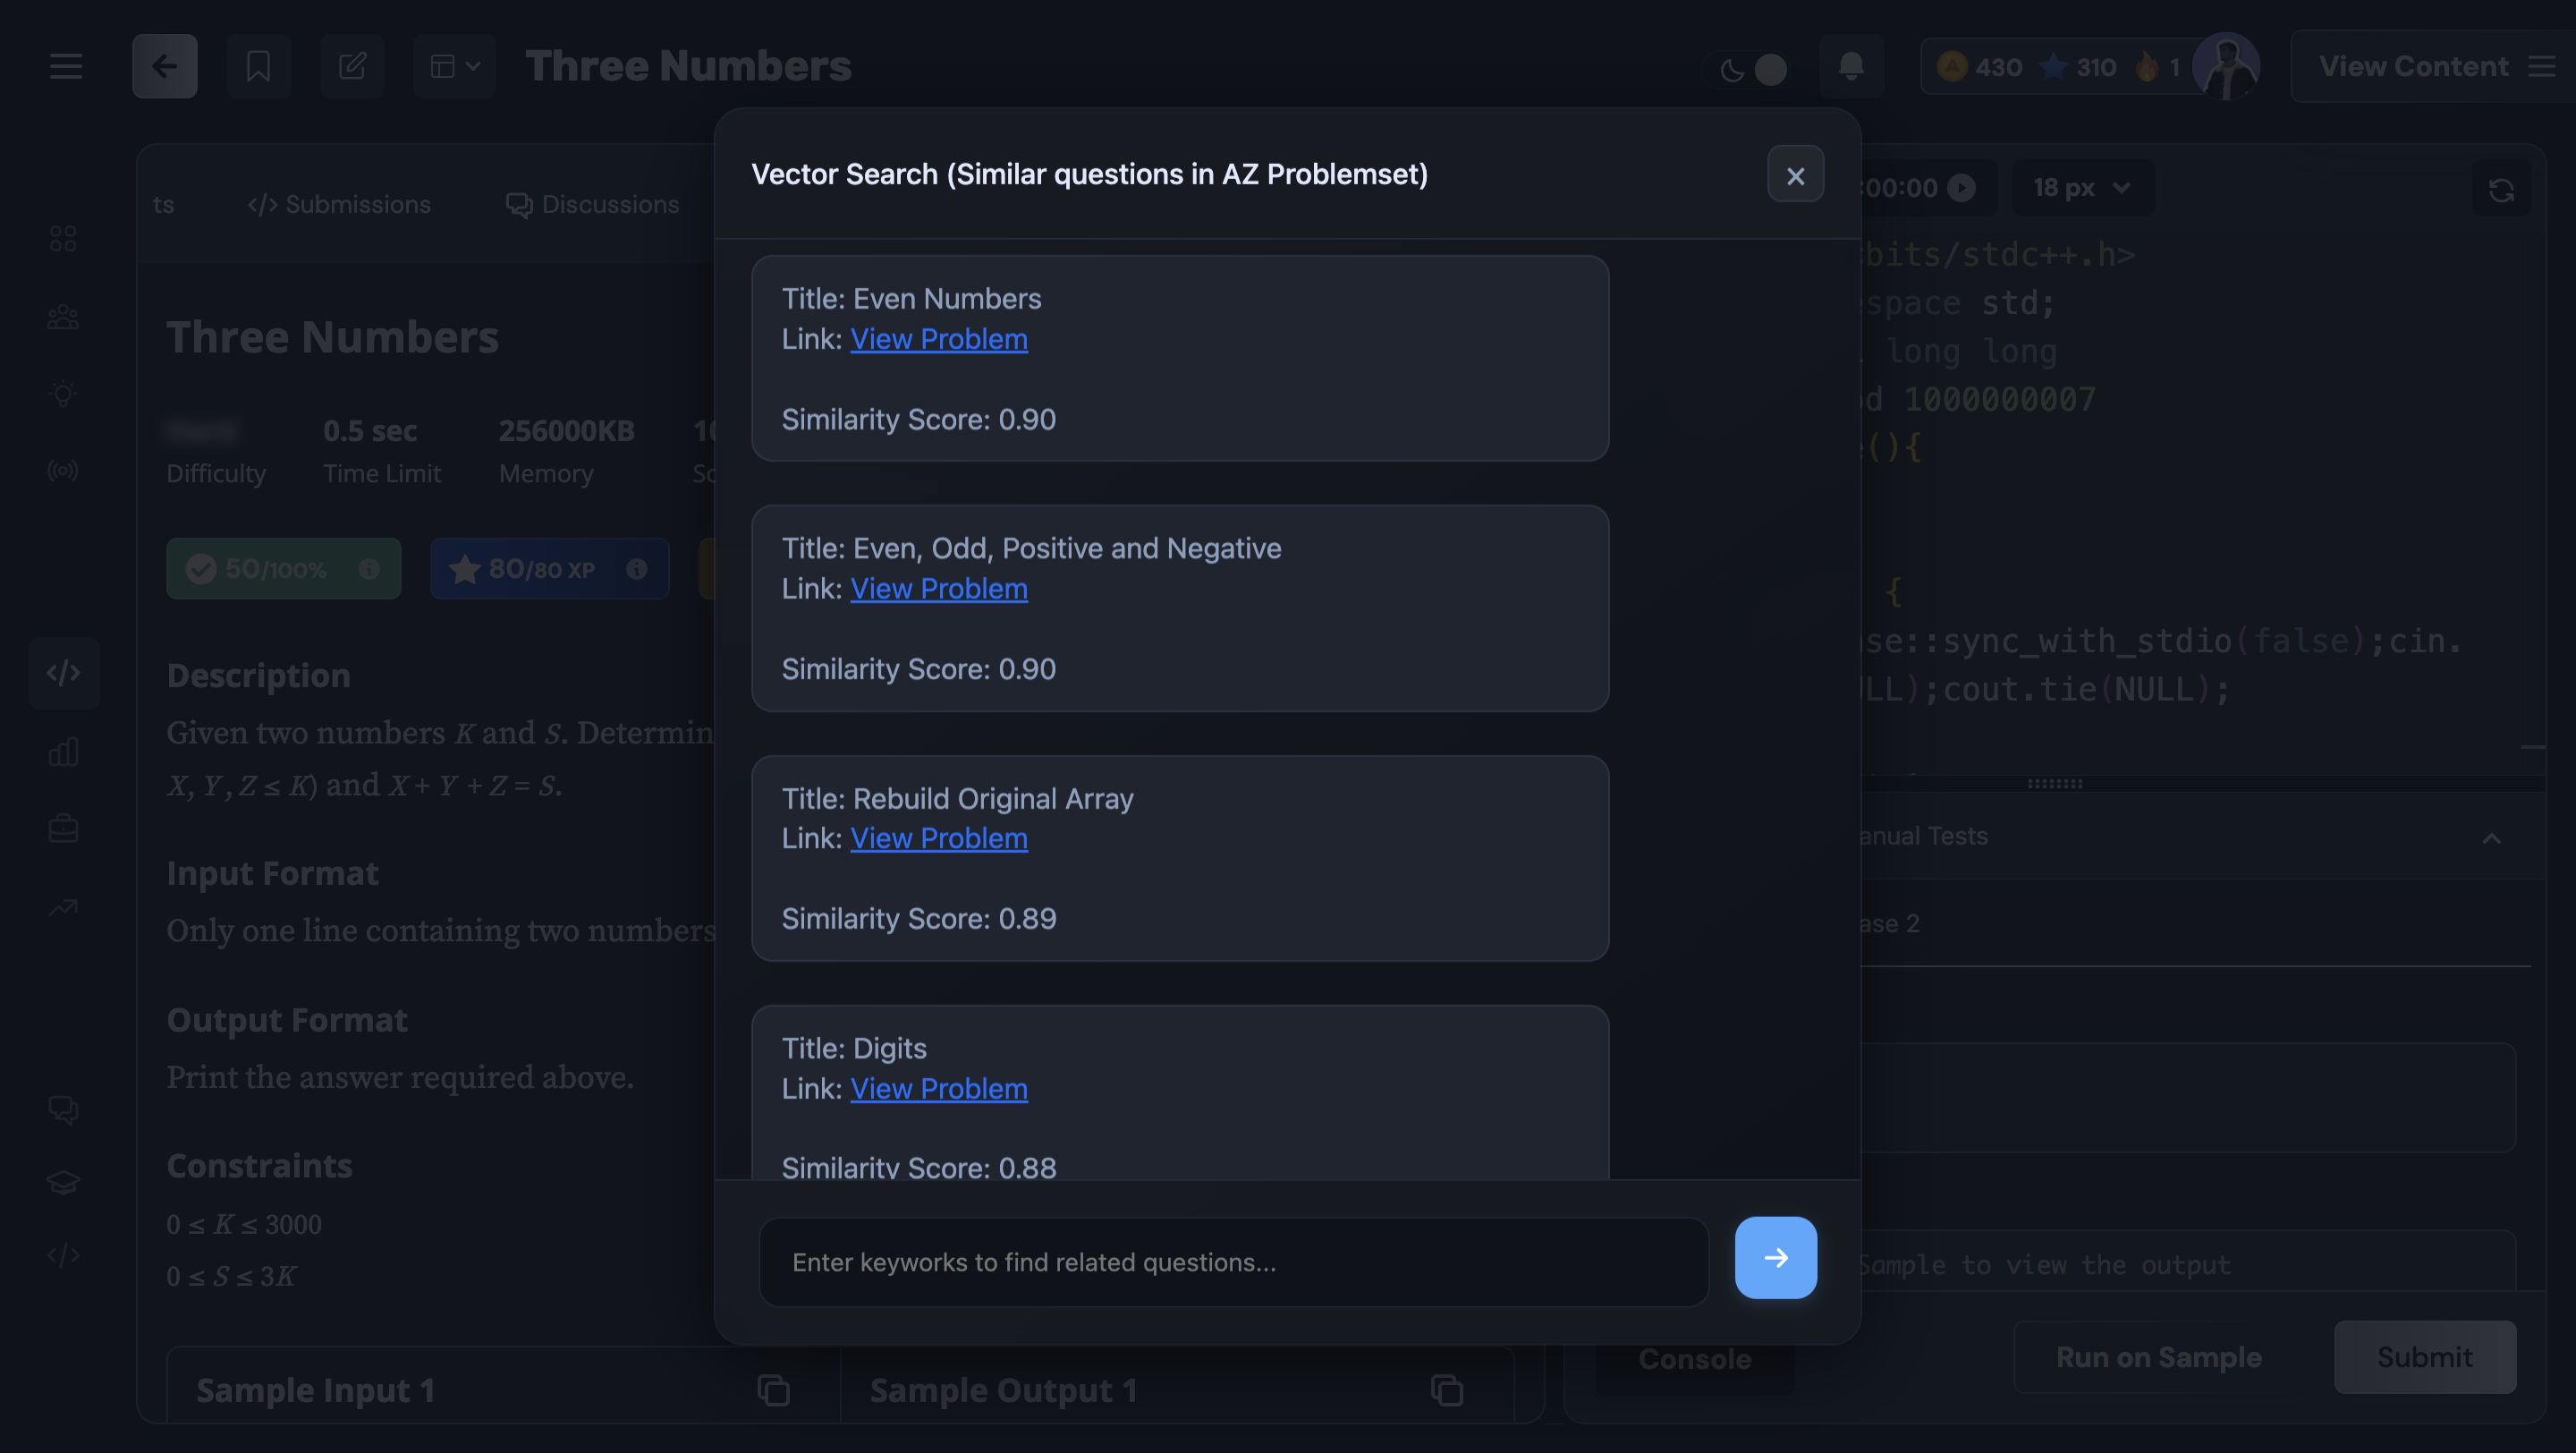 Three Numbers
430 310 1
View Content
ts
Submissions
Discussions
Three Numbers
0.5 sec
256000KB
Difficulty
Time Limit
Memory
50/100%
80/80 XP
Description
Given two numbers K and S. Determin
X, Y, Z ≤ K) and X + Y + Z = S.
Input Format
Only one line containing two numbers
Output Format
Print the answer required above.
Constraints
0 ≤ K ≤ 3000
0 ≤ S ≤ 3K
Sample Input 1
Sample Output 1
Vector Search (Similar questions in AZ Problemset)
Title: Even Numbers
Link: View Problem
Similarity Score: 0.90
Title: Even, Odd, Positive and Negative
Link: View Problem
Similarity Score: 0.90
Title: Rebuild Original Array
Link: View Problem
Similarity Score: 0.89
Title: Digits
Link: View Problem
Similarity Score: 0.88
Enter keyworks to find related questions...
:00:00
18 px
bits/stdc++.h>
space std;
long long
d 1000000007
(){
{
se::sync_with_stdio(false);cin.
LL);cout.tie(NULL);
anual Tests
ase 2
Sample to view the output
Console
Run on Sample
Submit